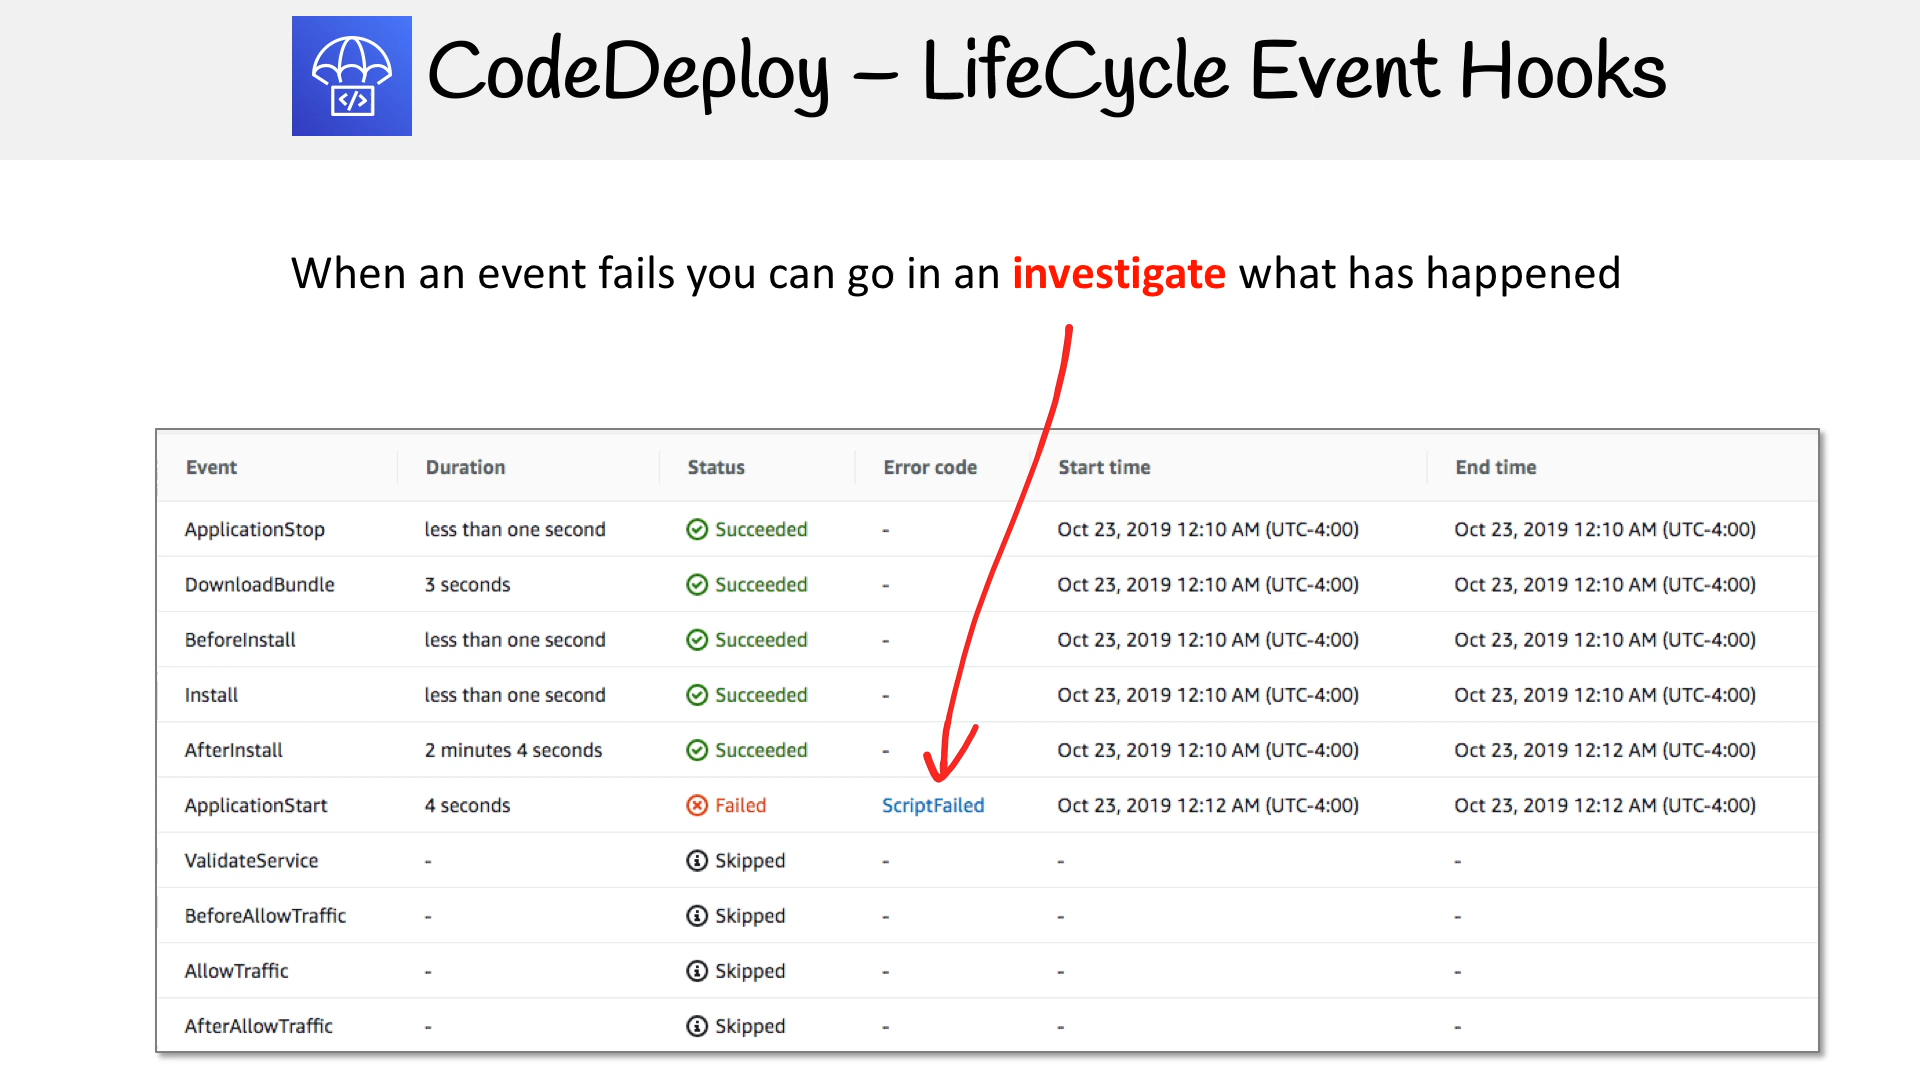 </>
CodeDeploy – LifeCycle Event Hooks
When an event fails you can go in an investigate what has happened
Event Duration Status Error code Start time End time
ApplicationStop less than one second Succeeded - Oct 23, 2019 12:10 AM (UTC-4:00) Oct 23, 2019 12:10 AM (UTC-4:00)
DownloadBundle 3 seconds Succeeded - Oct 23, 2019 12:10 AM (UTC-4:00) Oct 23, 2019 12:10 AM (UTC-4:00)
BeforeInstall less than one second Succeeded - Oct 23, 2019 12:10 AM (UTC-4:00) Oct 23, 2019 12:10 AM (UTC-4:00)
Install less than one second Succeeded - Oct 23, 2019 12:10 AM (UTC-4:00) Oct 23, 2019 12:10 AM (UTC-4:00)
AfterInstall 2 minutes 4 seconds Succeeded - Oct 23, 2019 12:10 AM (UTC-4:00) Oct 23, 2019 12:12 AM (UTC-4:00)
ApplicationStart 4 seconds Failed ScriptFailed Oct 23, 2019 12:12 AM (UTC-4:00) Oct 23, 2019 12:12 AM (UTC-4:00)
ValidateService - Skipped - - -
BeforeAllowTraffic - Skipped - - -
AllowTraffic - Skipped - - -
AfterAllowTraffic - Skipped - - -